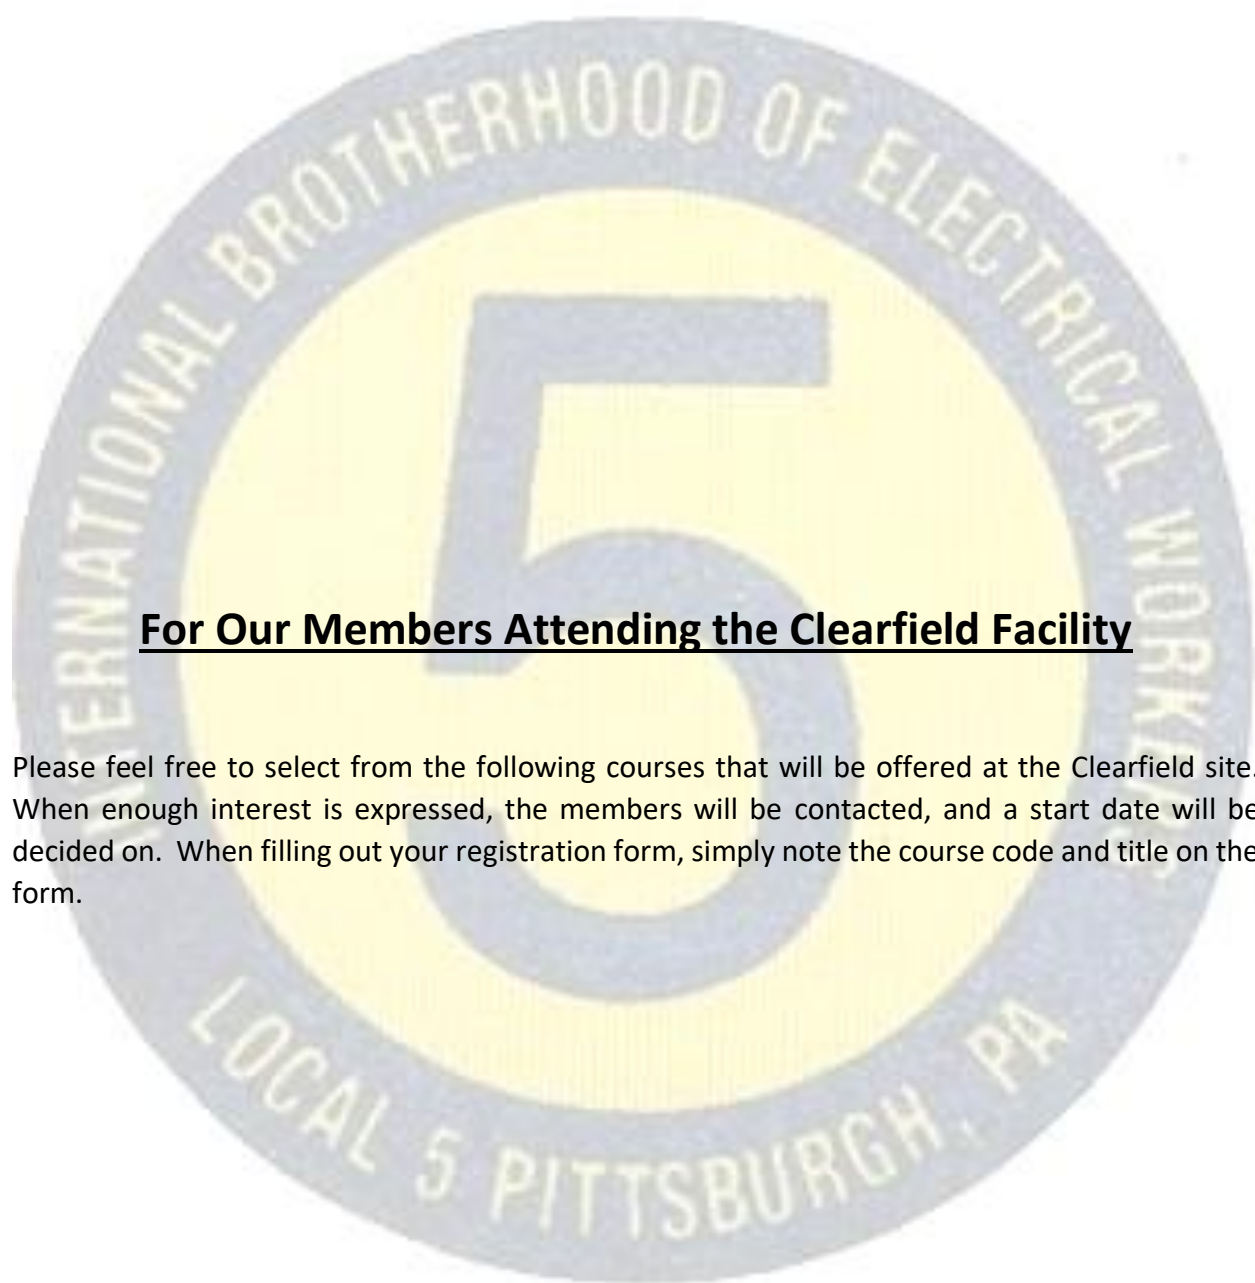 INTERNATIONAL BROTHERHOOD OF ELECTRICAL WORKERS
5
For Our Members Attending the Clearfield Facility
Please feel free to select from the following courses that will be offered at the Clearfield site.
When enough interest is expressed, the members will be contacted, and a start date will be
decided on. When filling out your registration form, simply note the course code and title on the
form.
LOCAL 5 PITTSBURGH, PA